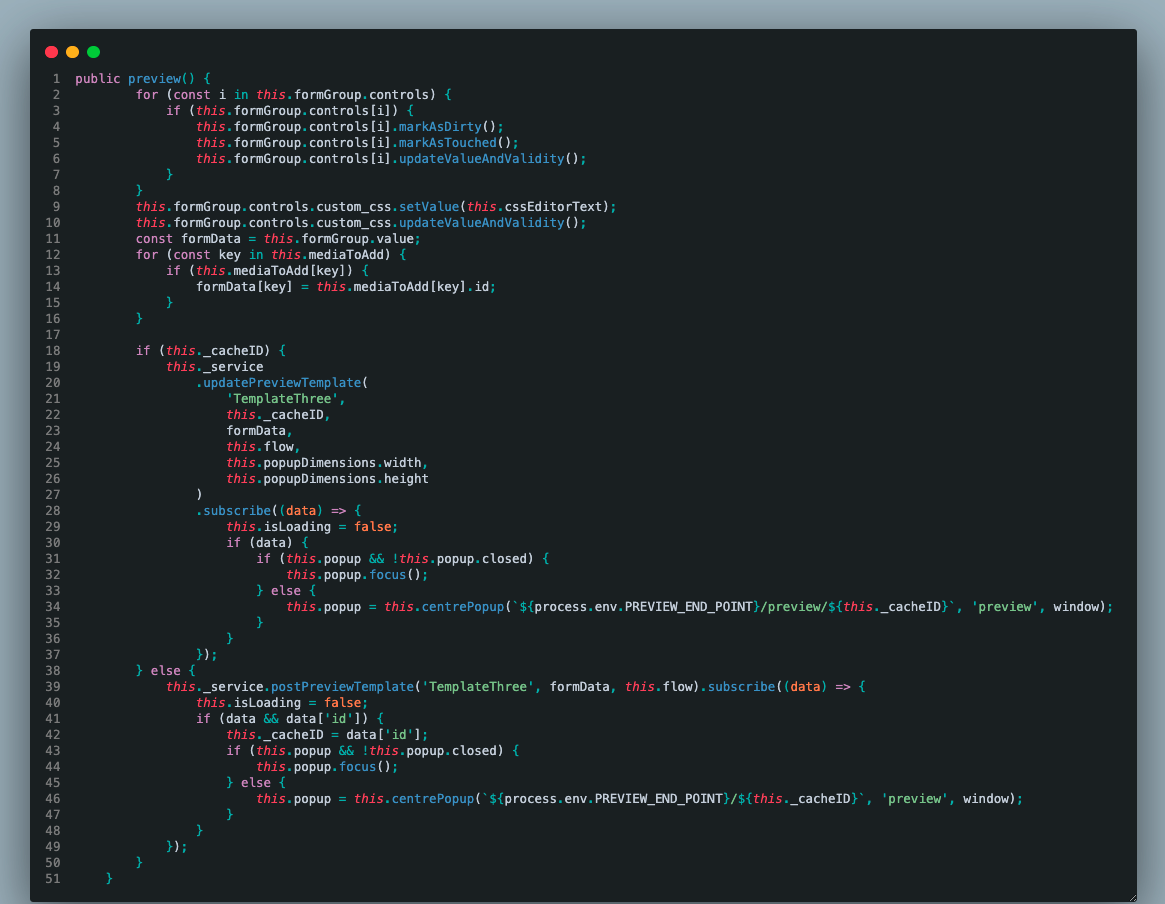 1 public preview() {
2 for (const i in this.formGroup.controls) {
3 if (this.formGroup.controls[i]) {
4 this.formGroup.controls[i].markAsDirty();
5 this.formGroup.controls[i].markAsTouched();
6 this.formGroup.controls[i].updateValueAndValidity();
7 }
8 }
9 this.formGroup.controls.custom_css.setValue(this.cssEditorText);
10 this.formGroup.controls.custom_css.updateValueAndValidity();
11 const formData = this.formGroup.value;
12 for (const key in this.mediaToAdd) {
13 if (this.mediaToAdd[key]) {
14 formData[key] = this.mediaToAdd[key].id;
15 }
16 }
17
18 if (this._cacheID) {
19 this._service
20 .updatePreviewTemplate(
21 'TemplateThree',
22 this._cacheID,
23 formData,
24 this.flow,
25 this.popupDimensions.width,
26 this.popupDimensions.height
27 )
28 .subscribe((data) => {
29 this.isLoading = false;
30 if (data) {
31 if (this.popup && !this.popup.closed) {
32 this.popup.focus();
33 } else {
34 this.popup = this.centrePopup(`${process.env.PREVIEW_END_POINT}/preview/${this._cacheID}`, 'preview', window);
35 }
36 }
37 });
38 } else {
39 this._service.postPreviewTemplate('TemplateThree', formData, this.flow).subscribe((data) => {
40 this.isLoading = false;
41 if (data && data['id']) {
42 this._cacheID = data['id'];
43 if (this.popup && !this.popup.closed) {
44 this.popup.focus();
45 } else {
46 this.popup = this.centrePopup(`${process.env.PREVIEW_END_POINT}/${this._cacheID}`, 'preview', window);
47 }
48 }
49 });
50 }
51 }